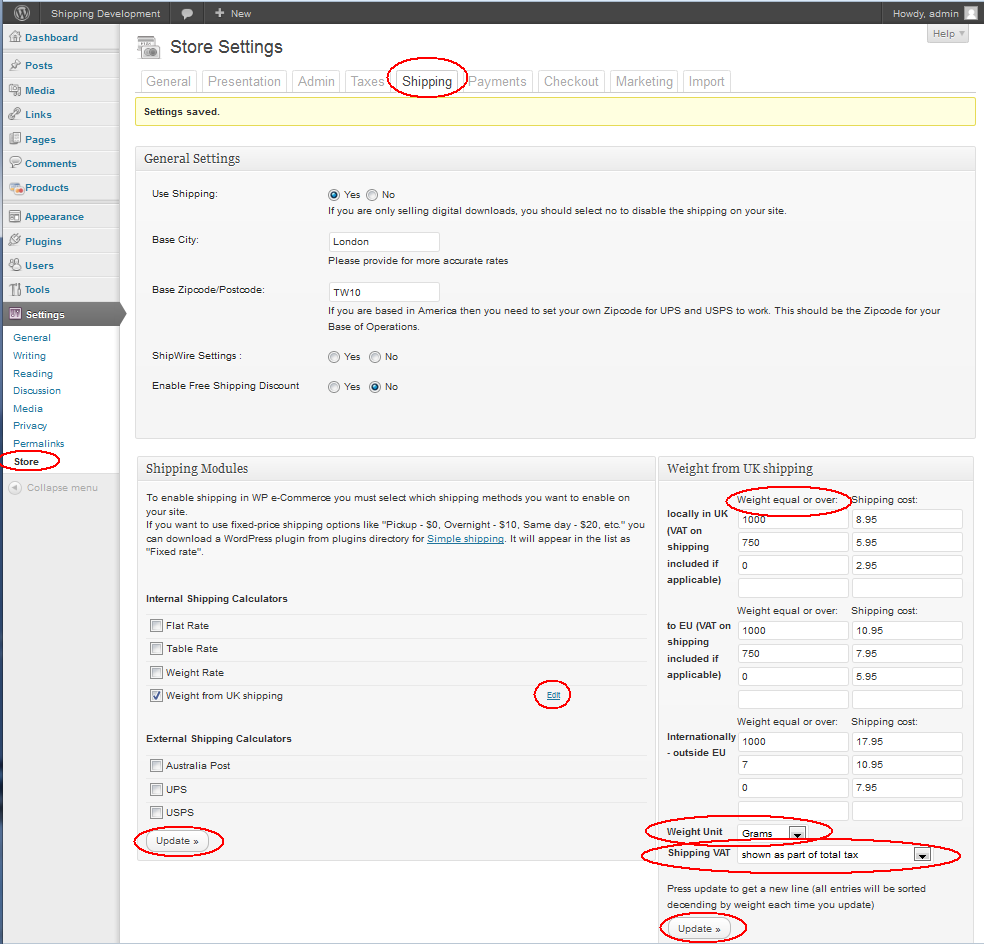 Shipping Development
+ New
Howdy, admin
Help
Dashboard
Posts
Media
Links
Pages
Comments
Products
Appearance
Plugins
Users
Tools
Settings
General
Writing
Reading
Discussion
Media
Privacy
Permalinks
Store
Collapse menu
Store Settings
General
Presentation
Admin
Taxes
Shipping
Payments
Checkout
Marketing
Import
Settings saved.
General Settings
Use Shipping:
Yes No
If you are only selling digital downloads, you should select no to disable the shipping on your site.
Base City:
London
Please provide for more accurate rates
Base Zipcode/Postcode:
TW10
If you are based in America then you need to set your own Zipcode for UPS and USPS to work. This should be the Zipcode for your
Base of Operations.
ShipWire Settings :
Yes No
Enable Free Shipping Discount
Yes No
Shipping Modules
To enable shipping in WP e-Commerce you must select which shipping methods you want to enable on
your site.
If you want to use fixed-price shipping options like "Pickup - $0, Overnight - $10, Same day - $20, etc." you
can download a WordPress plugin from plugins directory for Simple shipping. It will appear in the list as
"Fixed rate".
Internal Shipping Calculators
Flat Rate
Table Rate
Weight Rate
Weight from UK shipping
Edit
External Shipping Calculators
Australia Post
UPS
USPS
Update »
Weight from UK shipping
Weight equal or over: Shipping cost:
locally in UK
(VAT on
shipping
included if
applicable)
1000 8.95
750 5.95
0 2.95
Weight equal or over: Shipping cost:
to EU (VAT on
shipping
included if
applicable)
1000 10.95
750 7.95
0 5.95
Weight equal or over: Shipping cost:
Internationally
- outside EU
1000 17.95
7 10.95
0 7.95
Weight Unit Grams
Shipping VAT shown as part of total tax
Press update to get a new line (all entries will be sorted
decending by weight each time you update)
Update »